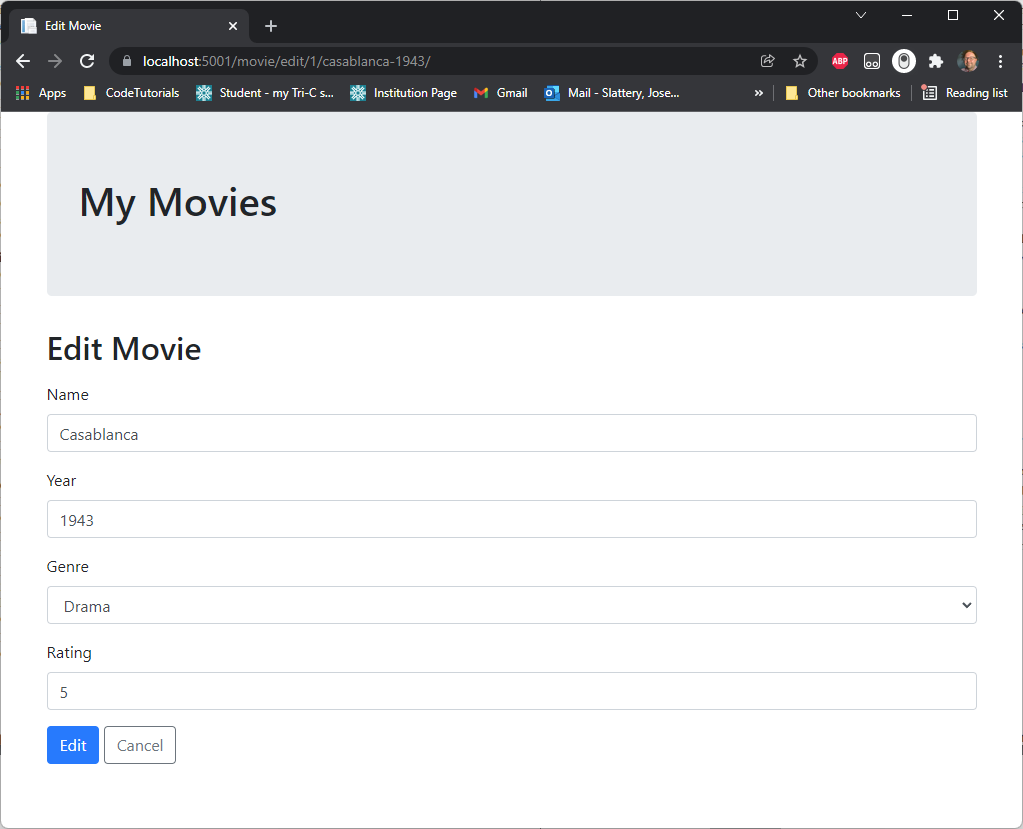 Edit Movie
localhost:5001/movie/edit/1/casablanca-1943/
ABP
Apps CodeTutorials Student - my Tri-C s... Institution Page Gmail Mail - Slattery, Jose... » Other bookmarks Reading list
My Movies
Edit Movie
Name
Casablanca
Year
1943
Genre
Drama
Rating
5
Edit Cancel